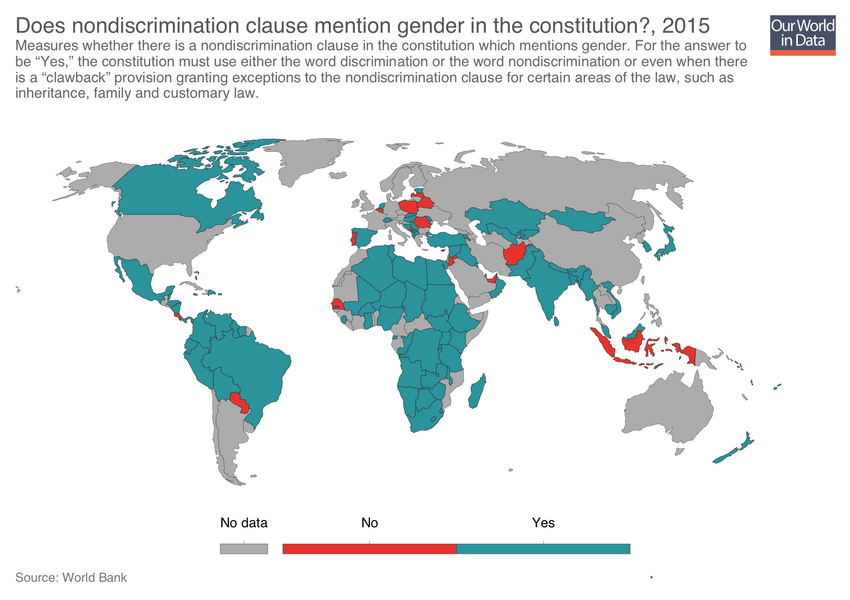 Does nondiscrimination clause mention gender in the constitution?, 2015
Our World
in Data
Measures whether there is a nondiscrimination clause in the constitution which mentions gender. For the answer to
be “Yes,” the constitution must use either the word discrimination or the word nondiscrimination or even when there
is a “clawback” provision granting exceptions to the nondiscrimination clause for certain areas of the law, such as
inheritance, family and customary law.
No data
No
Yes
Source: World Bank